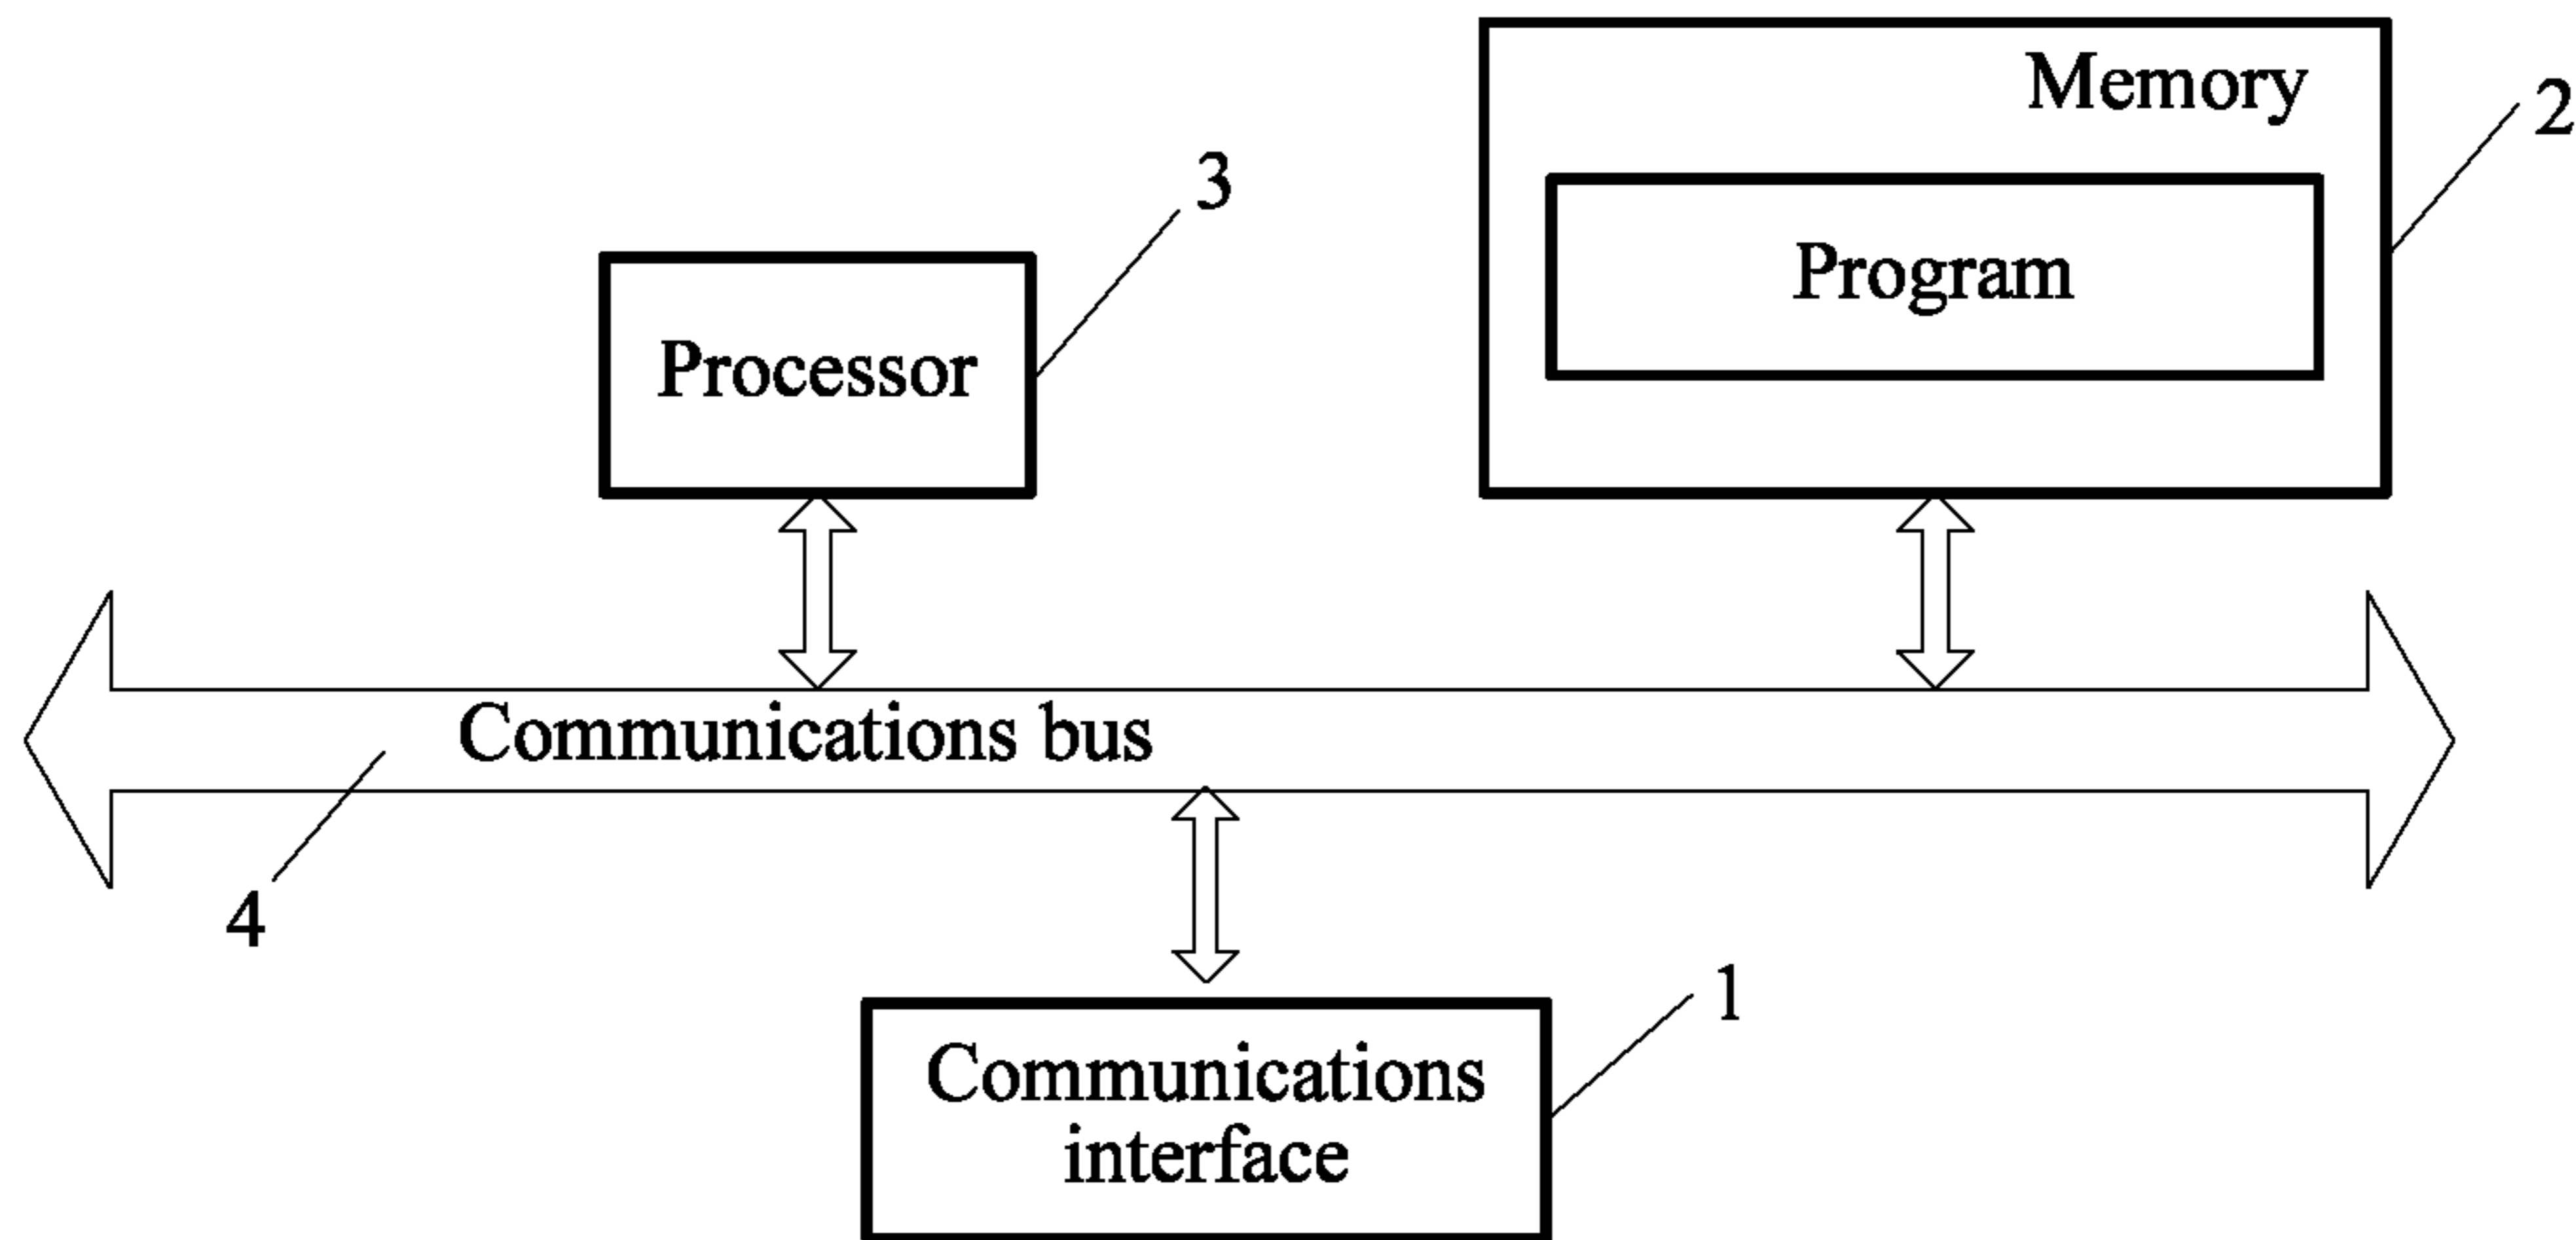 Memory
2
3
Program
Processor
Communications bus
4
1
Communications
interface